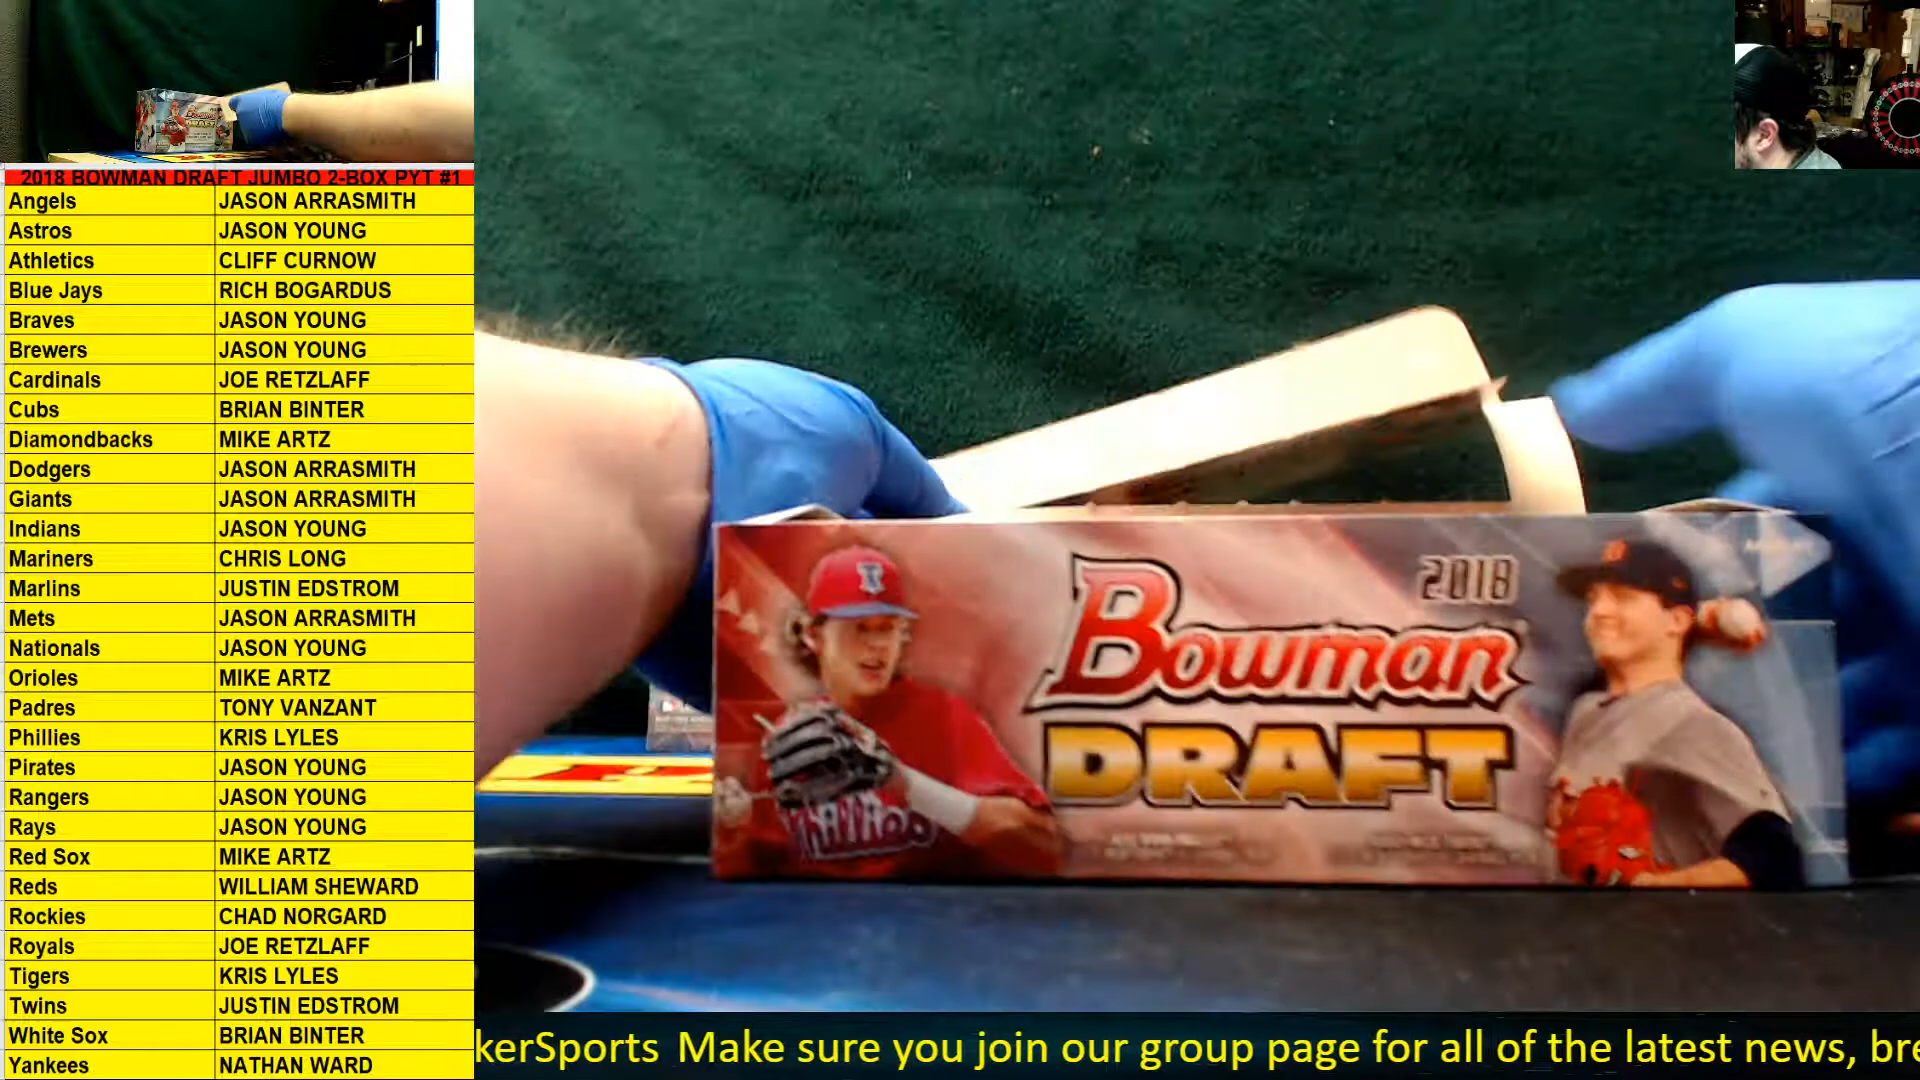 2018 BOWMAN DRAFT JUMBO 2-BOX PYT #1
Angels JASON ARRASMITH
Astros JASON YOUNG
Athletics CLIFF CURNOW
Blue Jays RICH BOGARDUS
Braves JASON YOUNG
Brewers JASON YOUNG
Cardinals JOE RETZLAFF
Cubs BRIAN BINTER
Diamondbacks MIKE ARTZ
Dodgers JASON ARRASMITH
Giants JASON ARRASMITH
Indians JASON YOUNG
Mariners CHRIS LONG
Marlins JUSTIN EDSTROM
Mets JASON ARRASMITH
Nationals JASON YOUNG
Orioles MIKE ARTZ
Padres TONY VANZANT
Phillies KRIS LYLES
Pirates JASON YOUNG
Rangers JASON YOUNG
Rays JASON YOUNG
Red Sox MIKE ARTZ
Reds WILLIAM SHEWARD
Rockies CHAD NORGARD
Royals JOE RETZLAFF
Tigers KRIS LYLES
Twins JUSTIN EDSTROM
White Sox BRIAN BINTER
Yankees NATHAN WARD
Bowman
DRAFT
2018
Bowman
DRAFT
Phillies
kerSports Make sure you join our group page for all of the latest news, bre